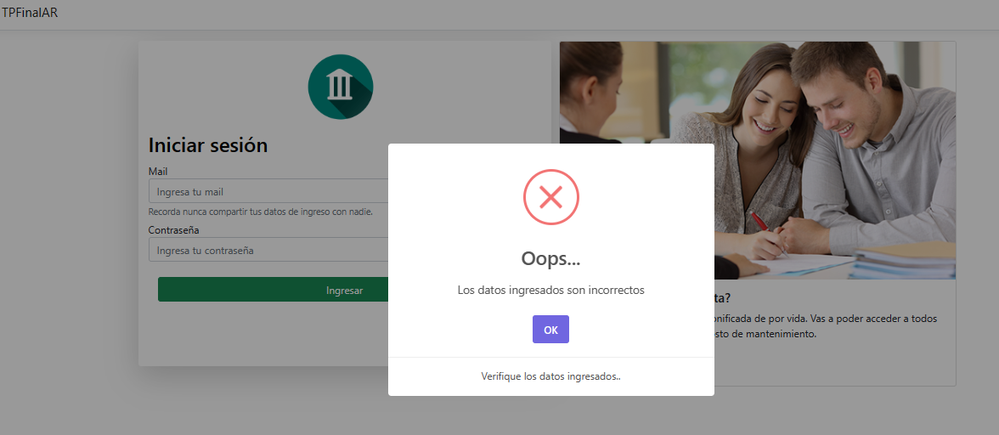 TPFinalAR
Iniciar sesión
Mail
Ingresa tu mail
Recorda nunca compartir tus datos de ingreso con nadie.
Contraseña
Ingresa tu contraseña
Ingresar
Oops...
Los datos ingresados son incorrectos
OK
Verifique los datos ingresados..
ta?
onificada de por vida. Vas a poder acceder a todos
sto de mantenimiento.